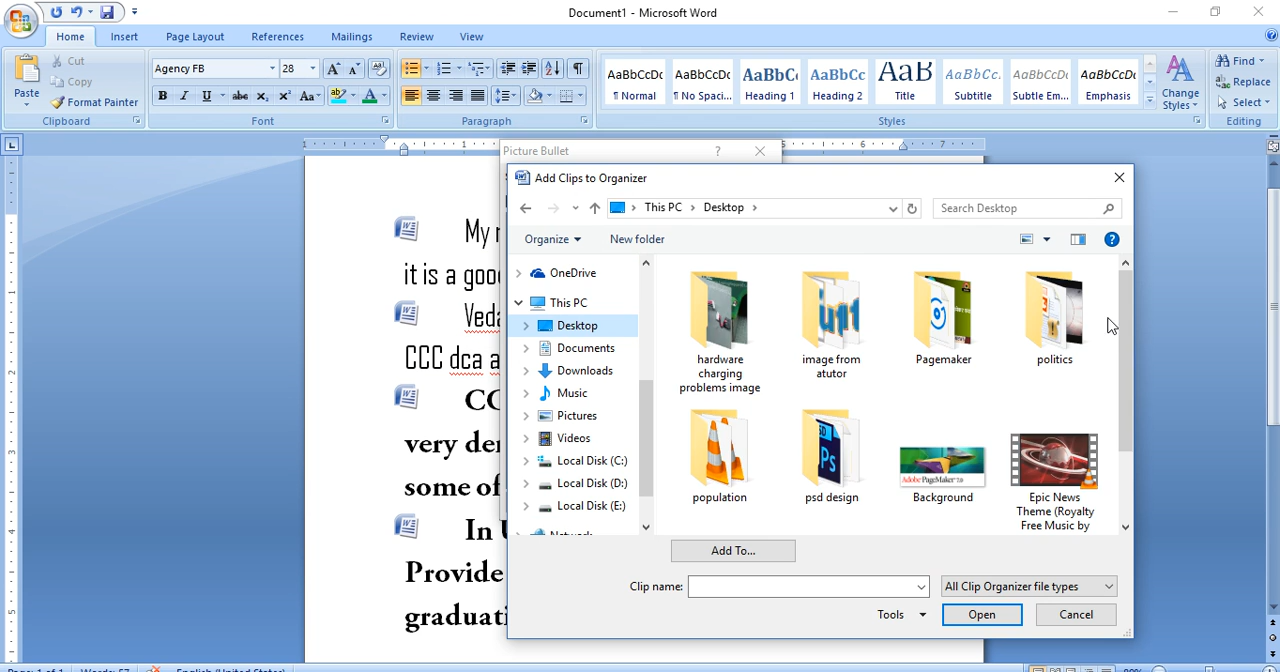 Document1 - Microsoft Word
Home Insert Page Layout References Mailings Review View
Paste
Cut
Copy
Format Painter
Clipboard
Agency FB 28
Font
Paragraph
AaBbCcDc AaBbCcDc AaBbC AaBbCc AaB AaBbCc. AaBbCcDc AaBbCcDc
¶ Normal ¶ No Spaci... Heading 1 Heading 2 Title Subtitle Subtle Em... Emphasis
Change
Styles
Styles
Find
Replace
Select
Editing
Picture Bullet
Add Clips to Organizer
This PC Desktop
Search Desktop
Organize New folder
OneDrive
This PC
Desktop
Documents
Downloads
Music
Pictures
Videos
Local Disk (C:)
Local Disk (D:)
Local Disk (E:)
hardware
charging
problems image
image from
atutor
Pagemaker
politics
population
psd design
Adobe PageMaker 7.0
Background
Epic News
Theme (Royalty
Free Music by
Add To...
Clip name:
All Clip Organizer file types
Tools Open Cancel
it is a goo
CCC dca a
very de
some of
In
Provide
graduati